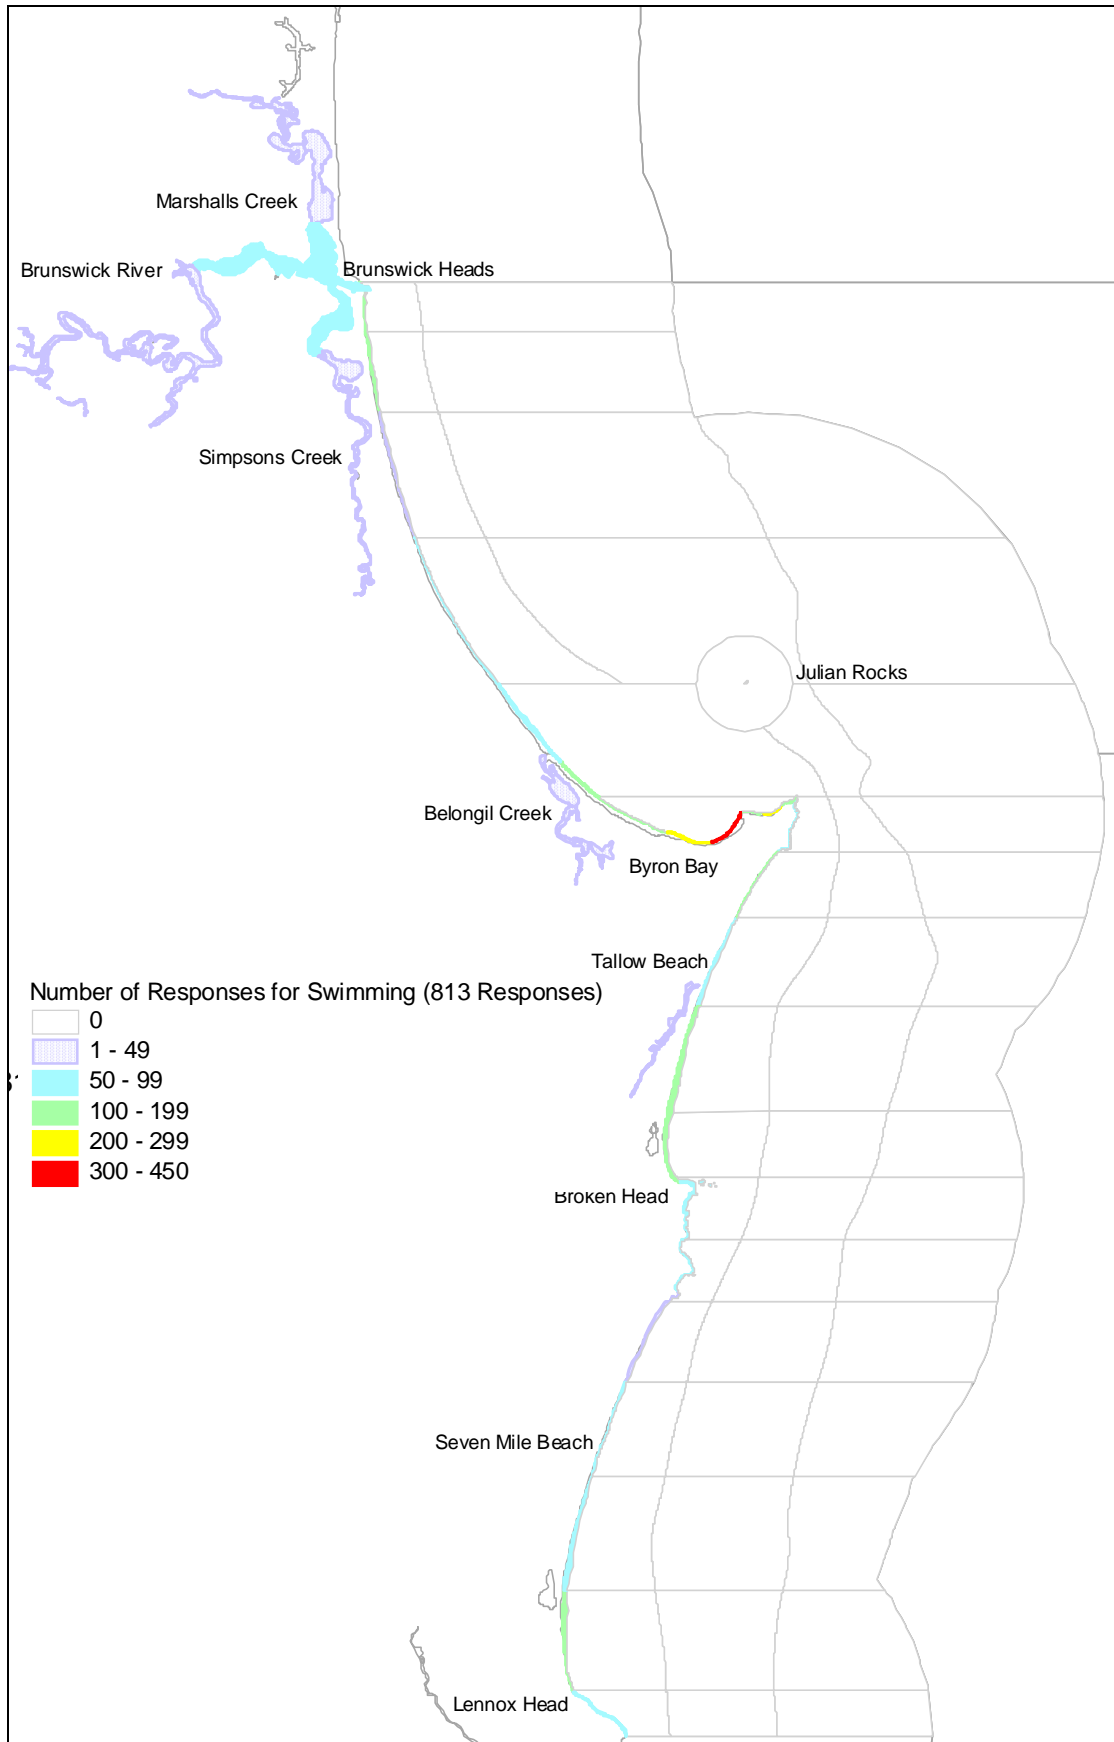 Marshalls Creek
Brunswick River
Brunswick Heads
Simpsons Creek
Julian Rocks
Belongil Creek
Byron Bay
Tallow Beach
Number of Responses for Swimming (813 Responses)
0
1 - 49
50 - 99
100 - 199
200 - 299
300 - 450
Broken Head
Seven Mile Beach
Lennox Head